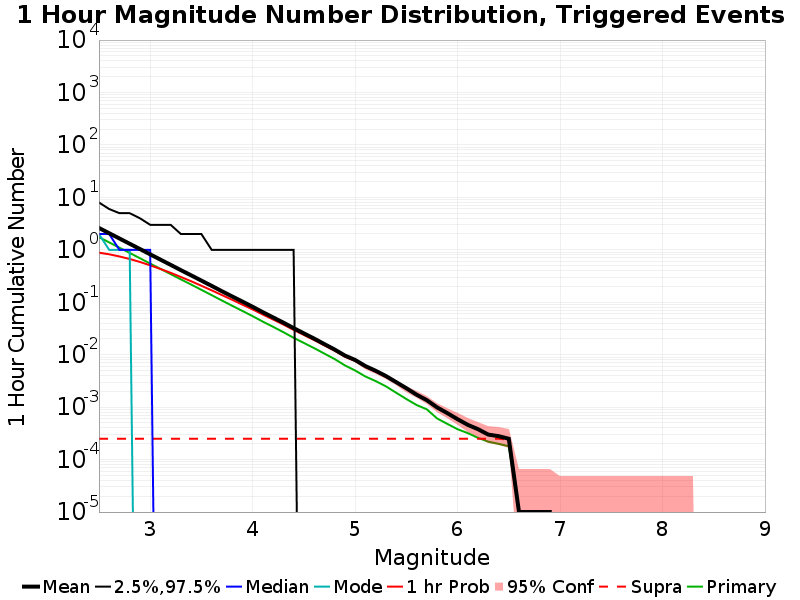 1 Hour Magnitude Number Distribution, Triggered Events
10^4
10^3
10^2
10^1
10^0
10^-1
10^-2
10^-3
10^-4
10^-5
1 Hour Cumulative Number
3 4 5 6 7 8 9
Magnitude
Mean 2.5%,97.5% Median Mode 1 hr Prob 95% Conf Supra Primary